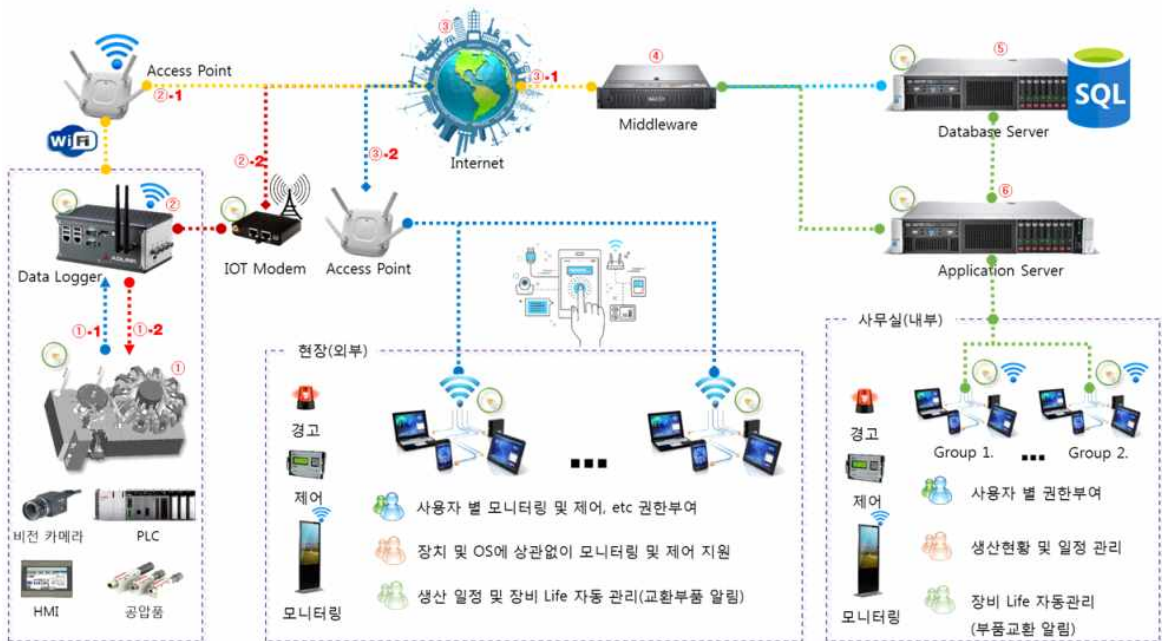 ③
⑤
Access Point
②-1
③-1
④
SQL
WiFi
Middleware
Database Server
Internet
②-2
③-2
②
⑥
ADLINK
Data Logger
IOT Modem
Access Point
Application Server
①-1
①-2
①
현장(외부)
사무실(내부)
경고
제어
모니터링
...
사용자 별 모니터링 및 제어, etc 권한부여
장치 및 OS에 상관없이 모니터링 및 제어 지원
생산 일정 및 장비 Life 자동 관리(교환부품 알림)
경고
제어
모니터링
Group 1.
...
Group 2.
사용자 별 권한부여
생산현황 및 일정 관리
장비 Life 자동관리
(부품교환 알림)
비전 카메라
PLC
HMI
공압품